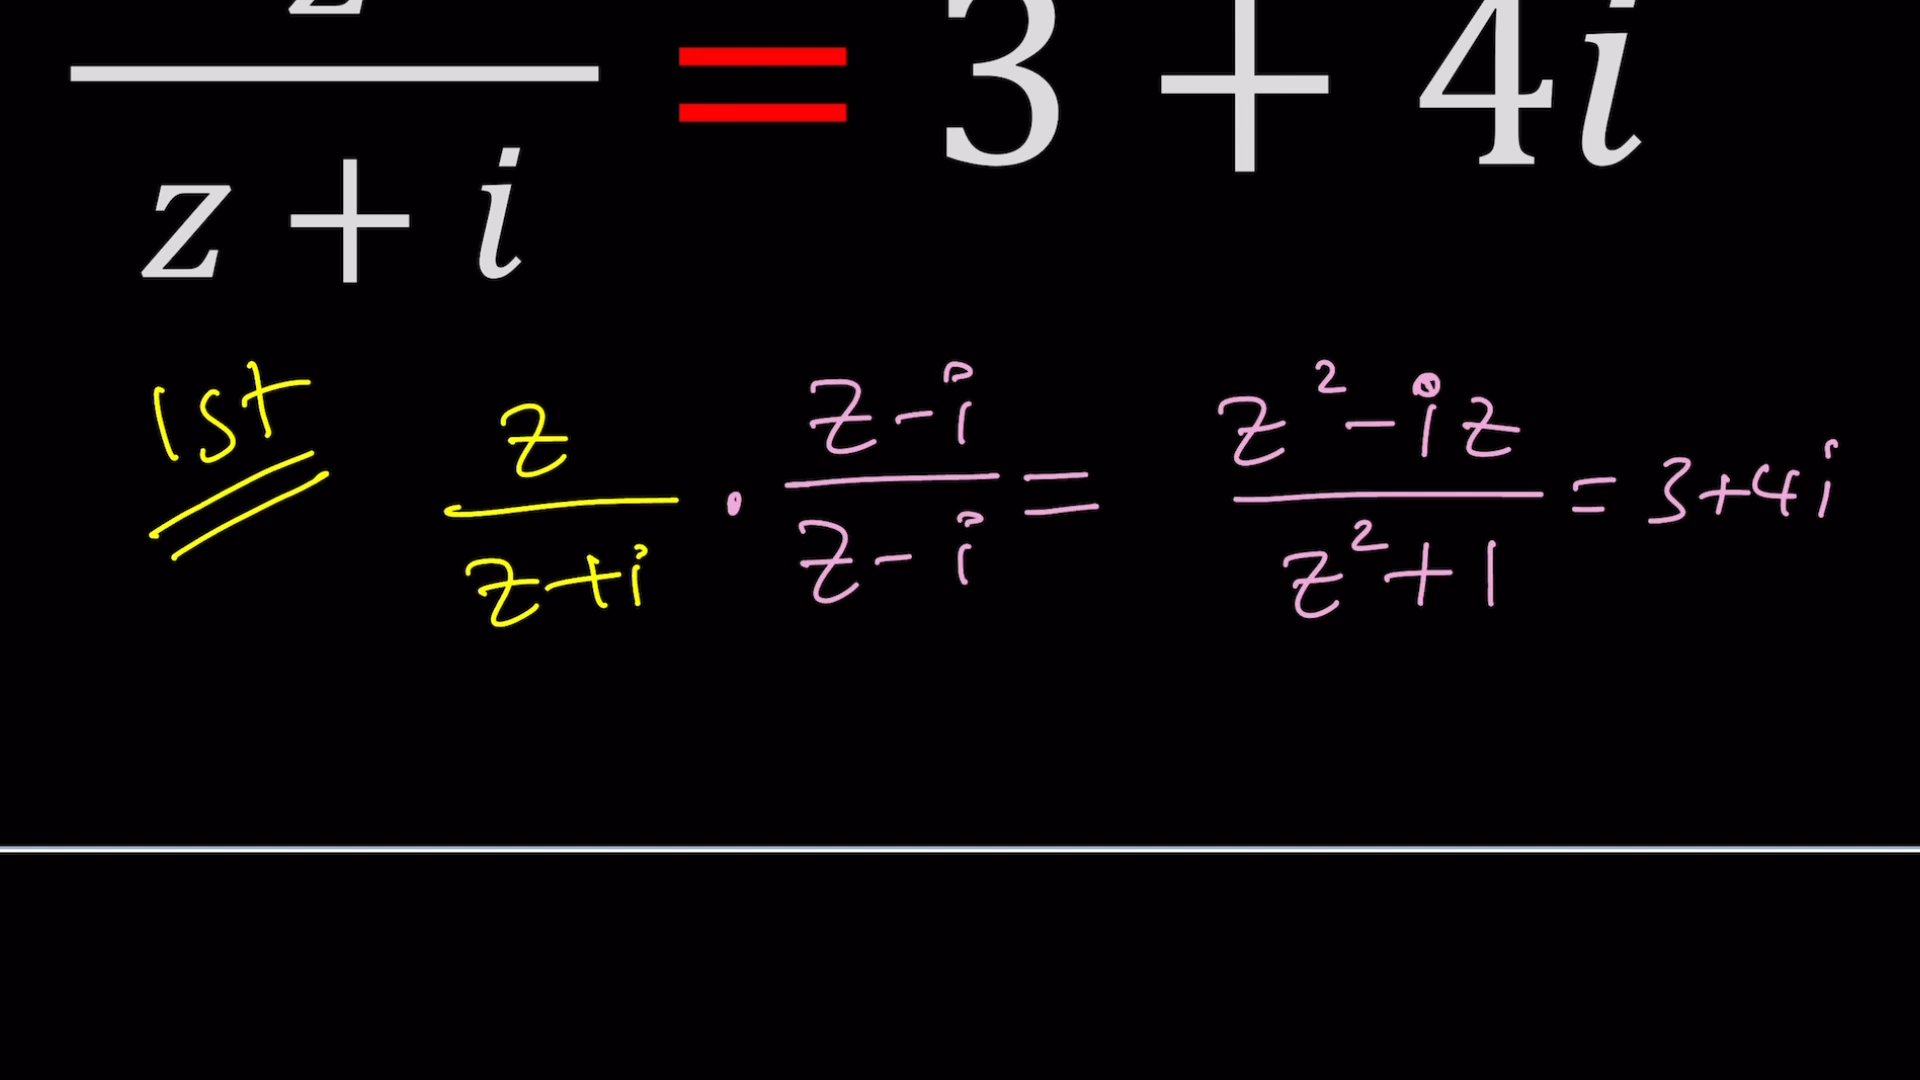 z/(z + i) = 3 + 4i
1st z/(z+i) · (z-i)/(z-i) = (z²-iz)/(z²+1) = 3+4i